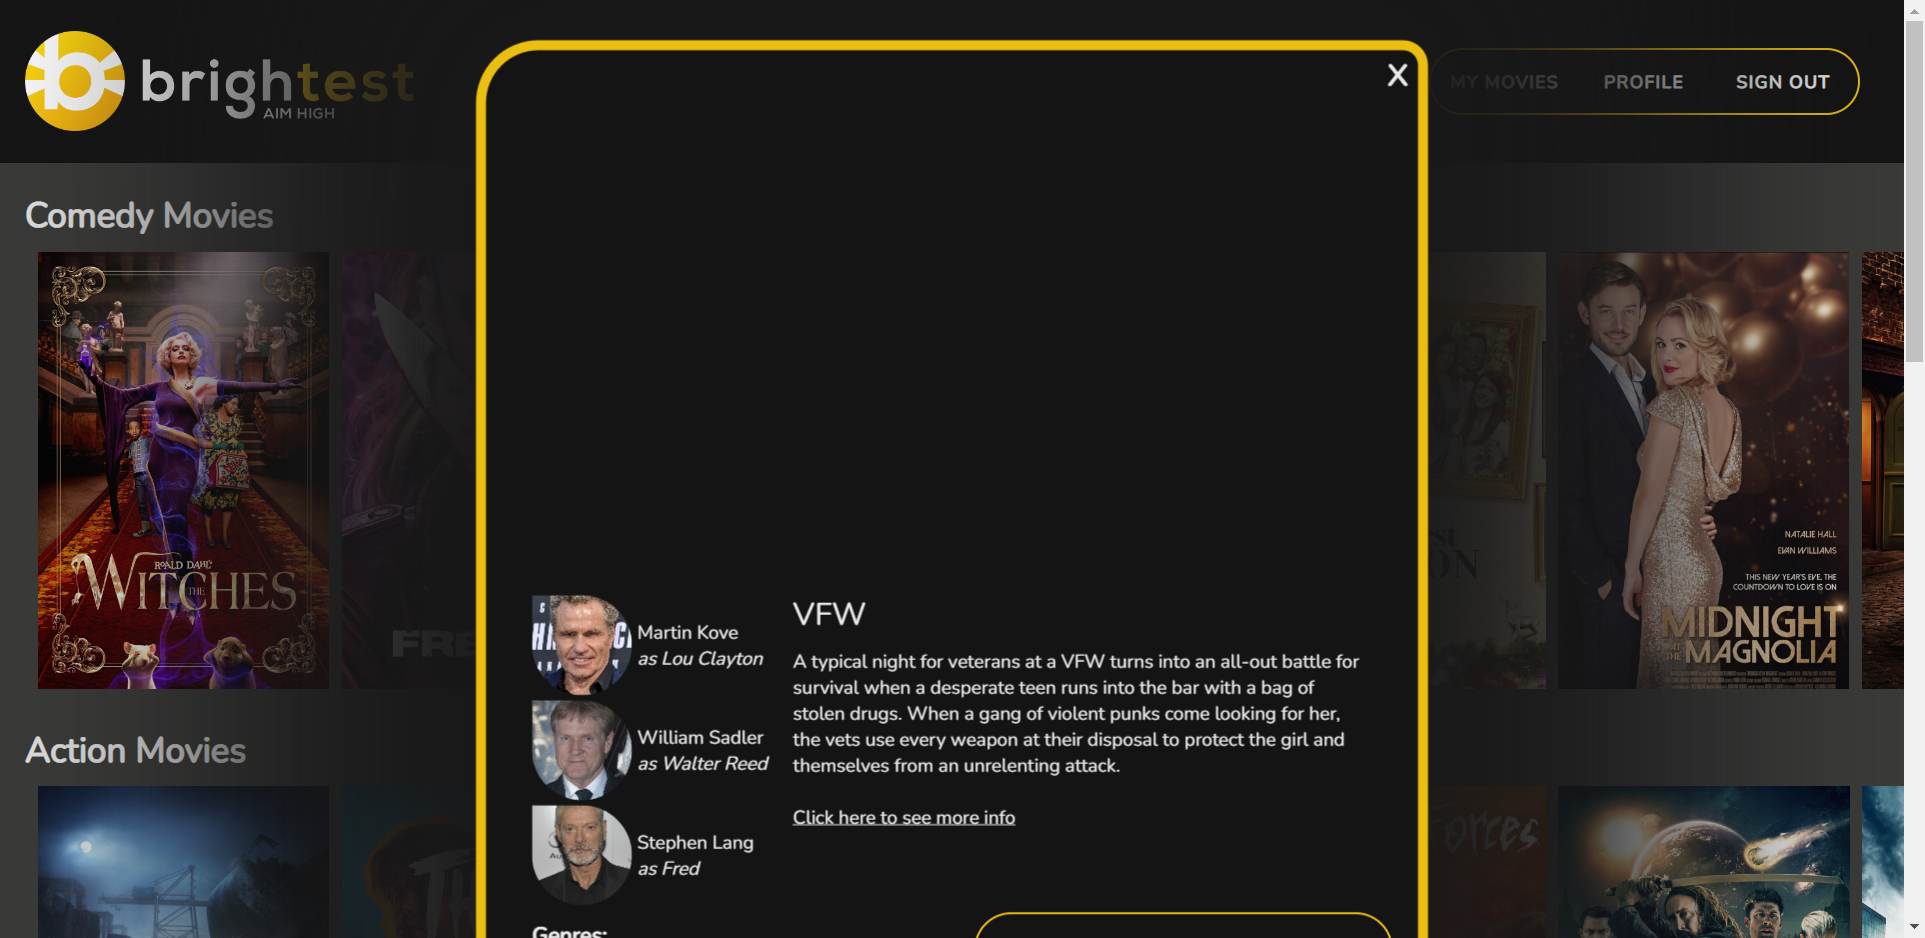 brightest
AIM HIGH
X
MY MOVIES
PROFILE
SIGN OUT
Comedy Movies
ROALD DAHL'S
THE
WITCHES
FRE
NATALIE HALL
EVAN WILLIAMS
THIS NEW YEAR'S EVE, THE
COUNTDOWN TO LOVE IS ON
MIDNIGHT
AT THE MAGNOLIA
Martin Kove
as Lou Clayton
William Sadler
as Walter Reed
Stephen Lang
as Fred
Genres:
VFW
A typical night for veterans at a VFW turns into an all-out battle for
survival when a desperate teen runs into the bar with a bag of
stolen drugs. When a gang of violent punks come looking for her,
the vets use every weapon at their disposal to protect the girl and
themselves from an unrelenting attack.
Click here to see more info
Action Movies
TH
Forces